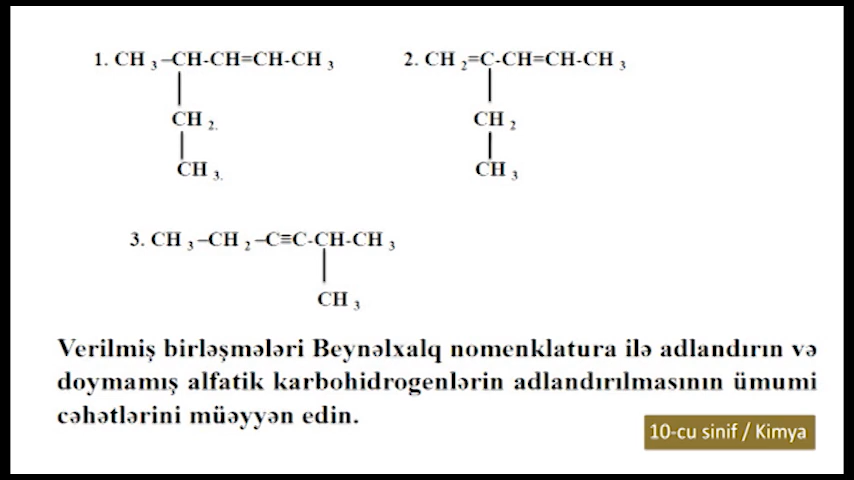 1. CH 3 –CH-CH=CH-CH 3 2. CH 2=C-CH=CH-CH 3
CH 2. CH 2
CH 3. CH 3
3. CH 3 –CH 2 –C≡C-CH-CH 3
CH 3
Verilmiş birləşmələri Beynəlxalq nomenklatura ilə adlandırın və
doymamış alfatik karbohidrogenlərin adlandırılmasının ümumi
cəhətlərini müəyyən edin.
10-cu sinif / Kimya